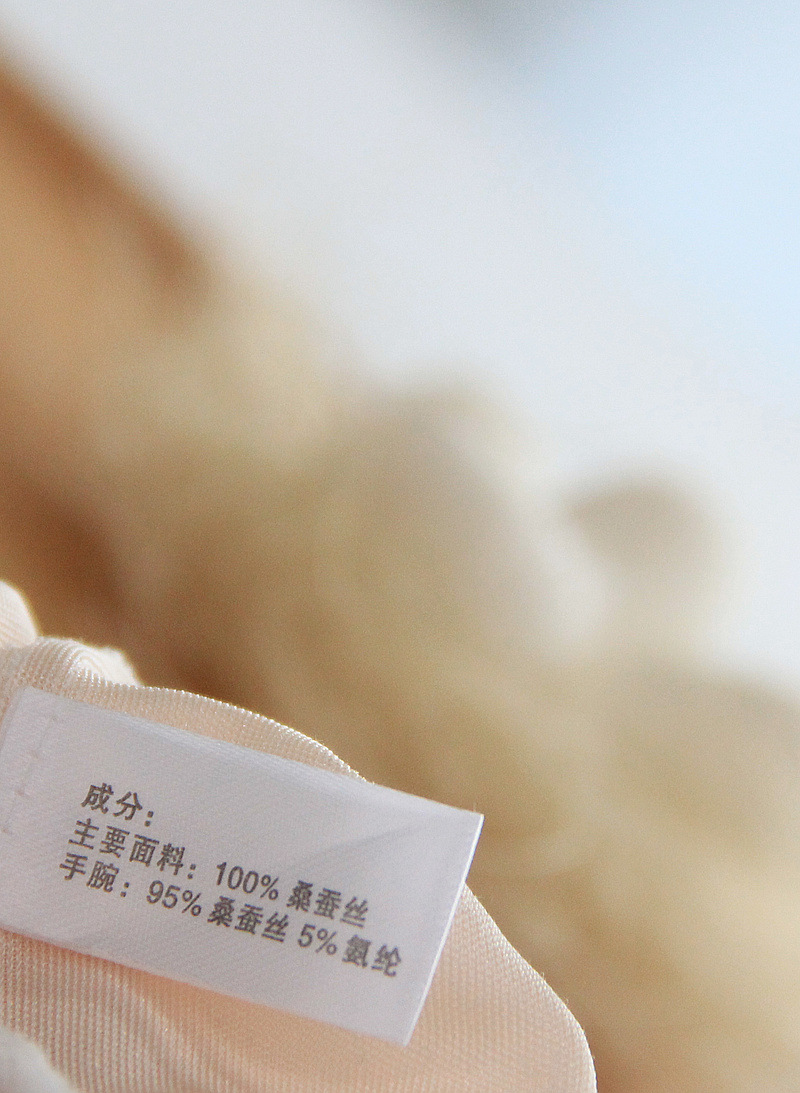 成分：
主要面料：100% 桑蚕丝
手腕：95% 桑蚕丝 5% 氨纶